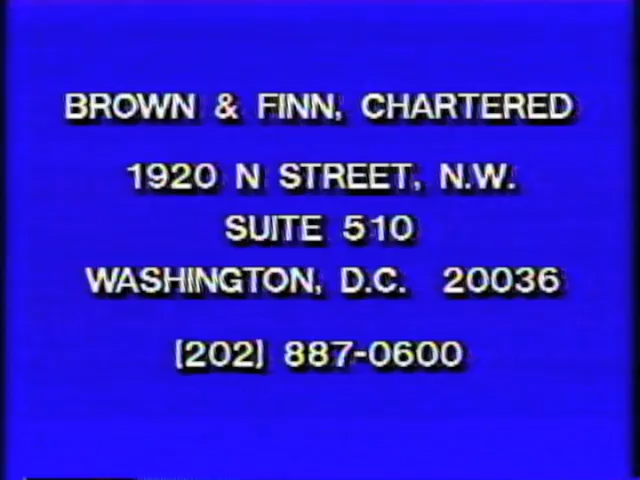 BROWN & FINN, CHARTERED
1920 N STREET, N.W.
SUITE 510
WASHINGTON, D.C. 20036
(202) 887-0600